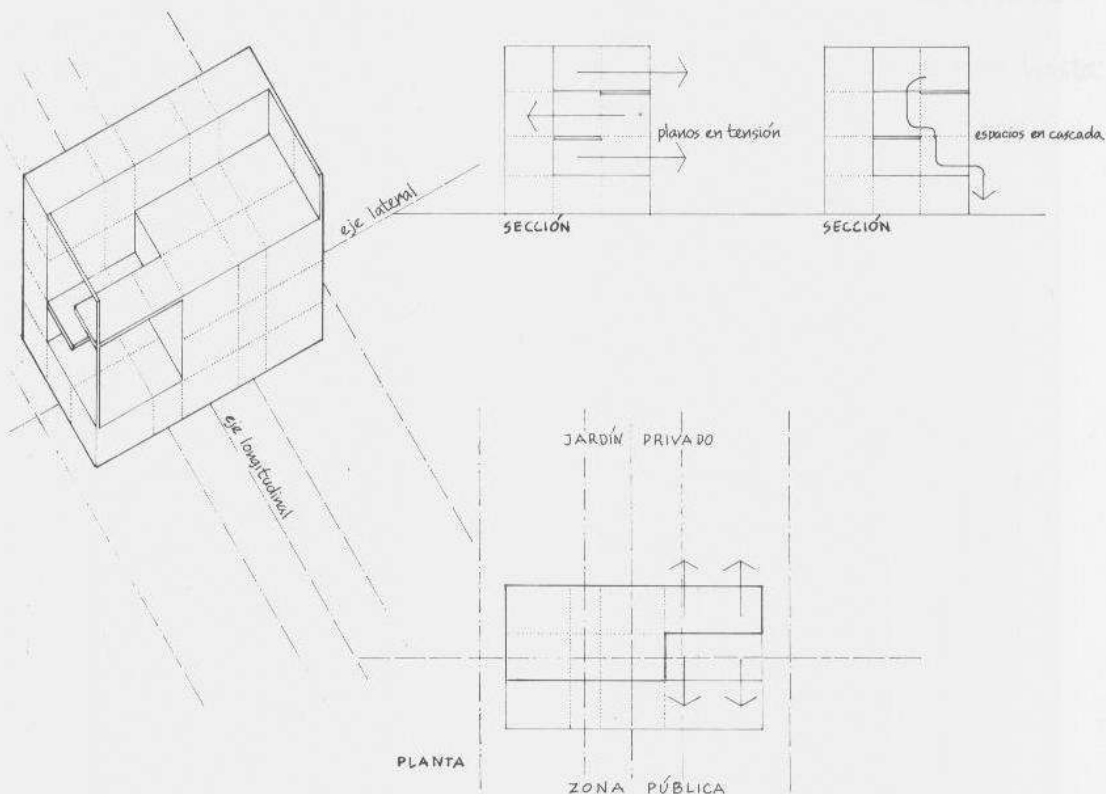 planos en tensión
espacios en cascada
SECCIÓN
SECCIÓN
eje lateral
eje longitudinal
JARDÍN PRIVADO
PLANTA
ZONA PÚBLICA